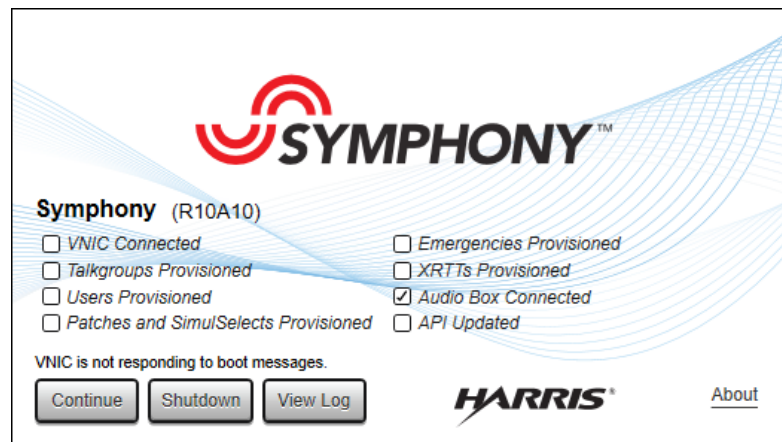 SYMPHONY™
Symphony (R10A10)
VNIC Connected
Talkgroups Provisioned
Users Provisioned
Patches and SimulSelects Provisioned
Emergencies Provisioned
XRTTs Provisioned
Audio Box Connected
API Updated
VNIC is not responding to boot messages.
Continue
Shutdown
View Log
HARRIS®
About